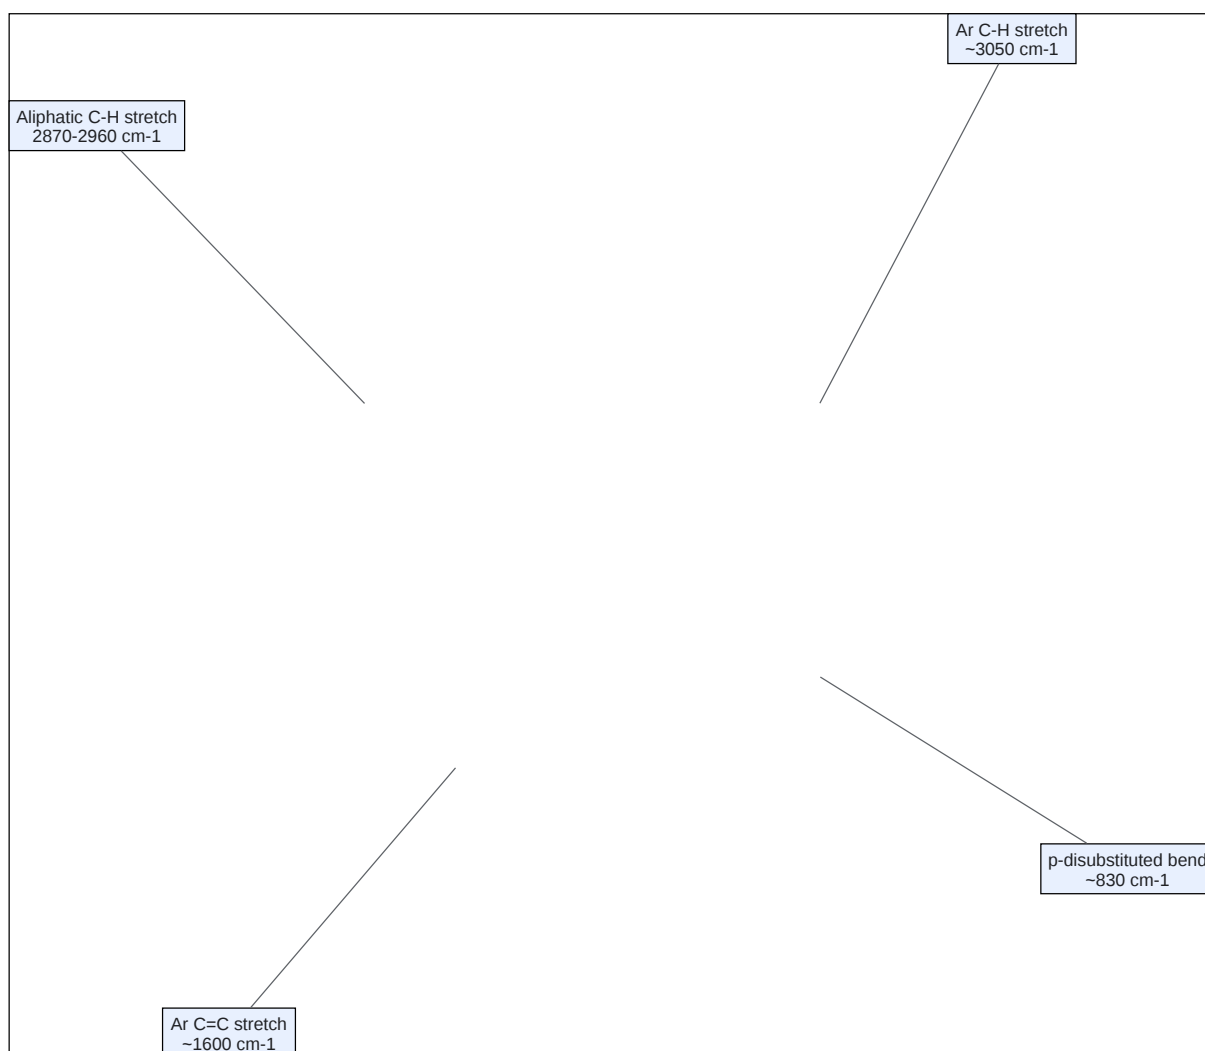 Ar C-H stretch
~3050 cm-1
Aliphatic C-H stretch
2870-2960 cm-1
p-disubstituted bend
~830 cm-1
Ar C=C stretch
~1600 cm-1